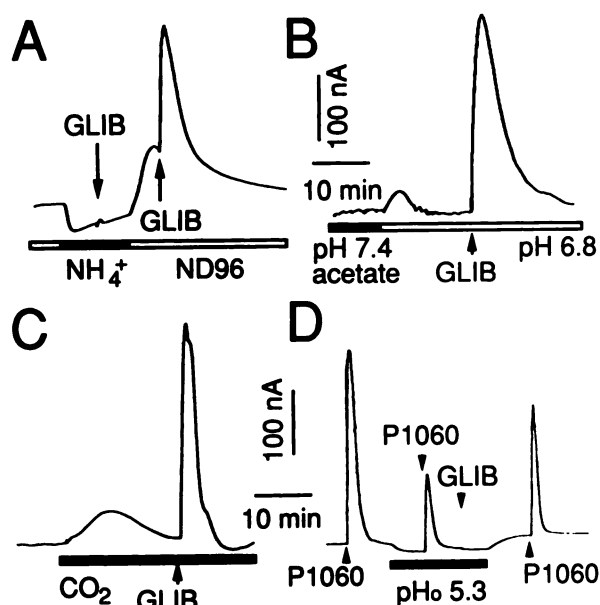 A
GLIB
GLIB
NH4+ ND96
B
100 nA
10 min
pH 7.4 pH 6.8
acetate GLIB
C
100 nA
10 min
CO2 GLIB
D
P1060
GLIB
P1060 P1060
pHo 5.3